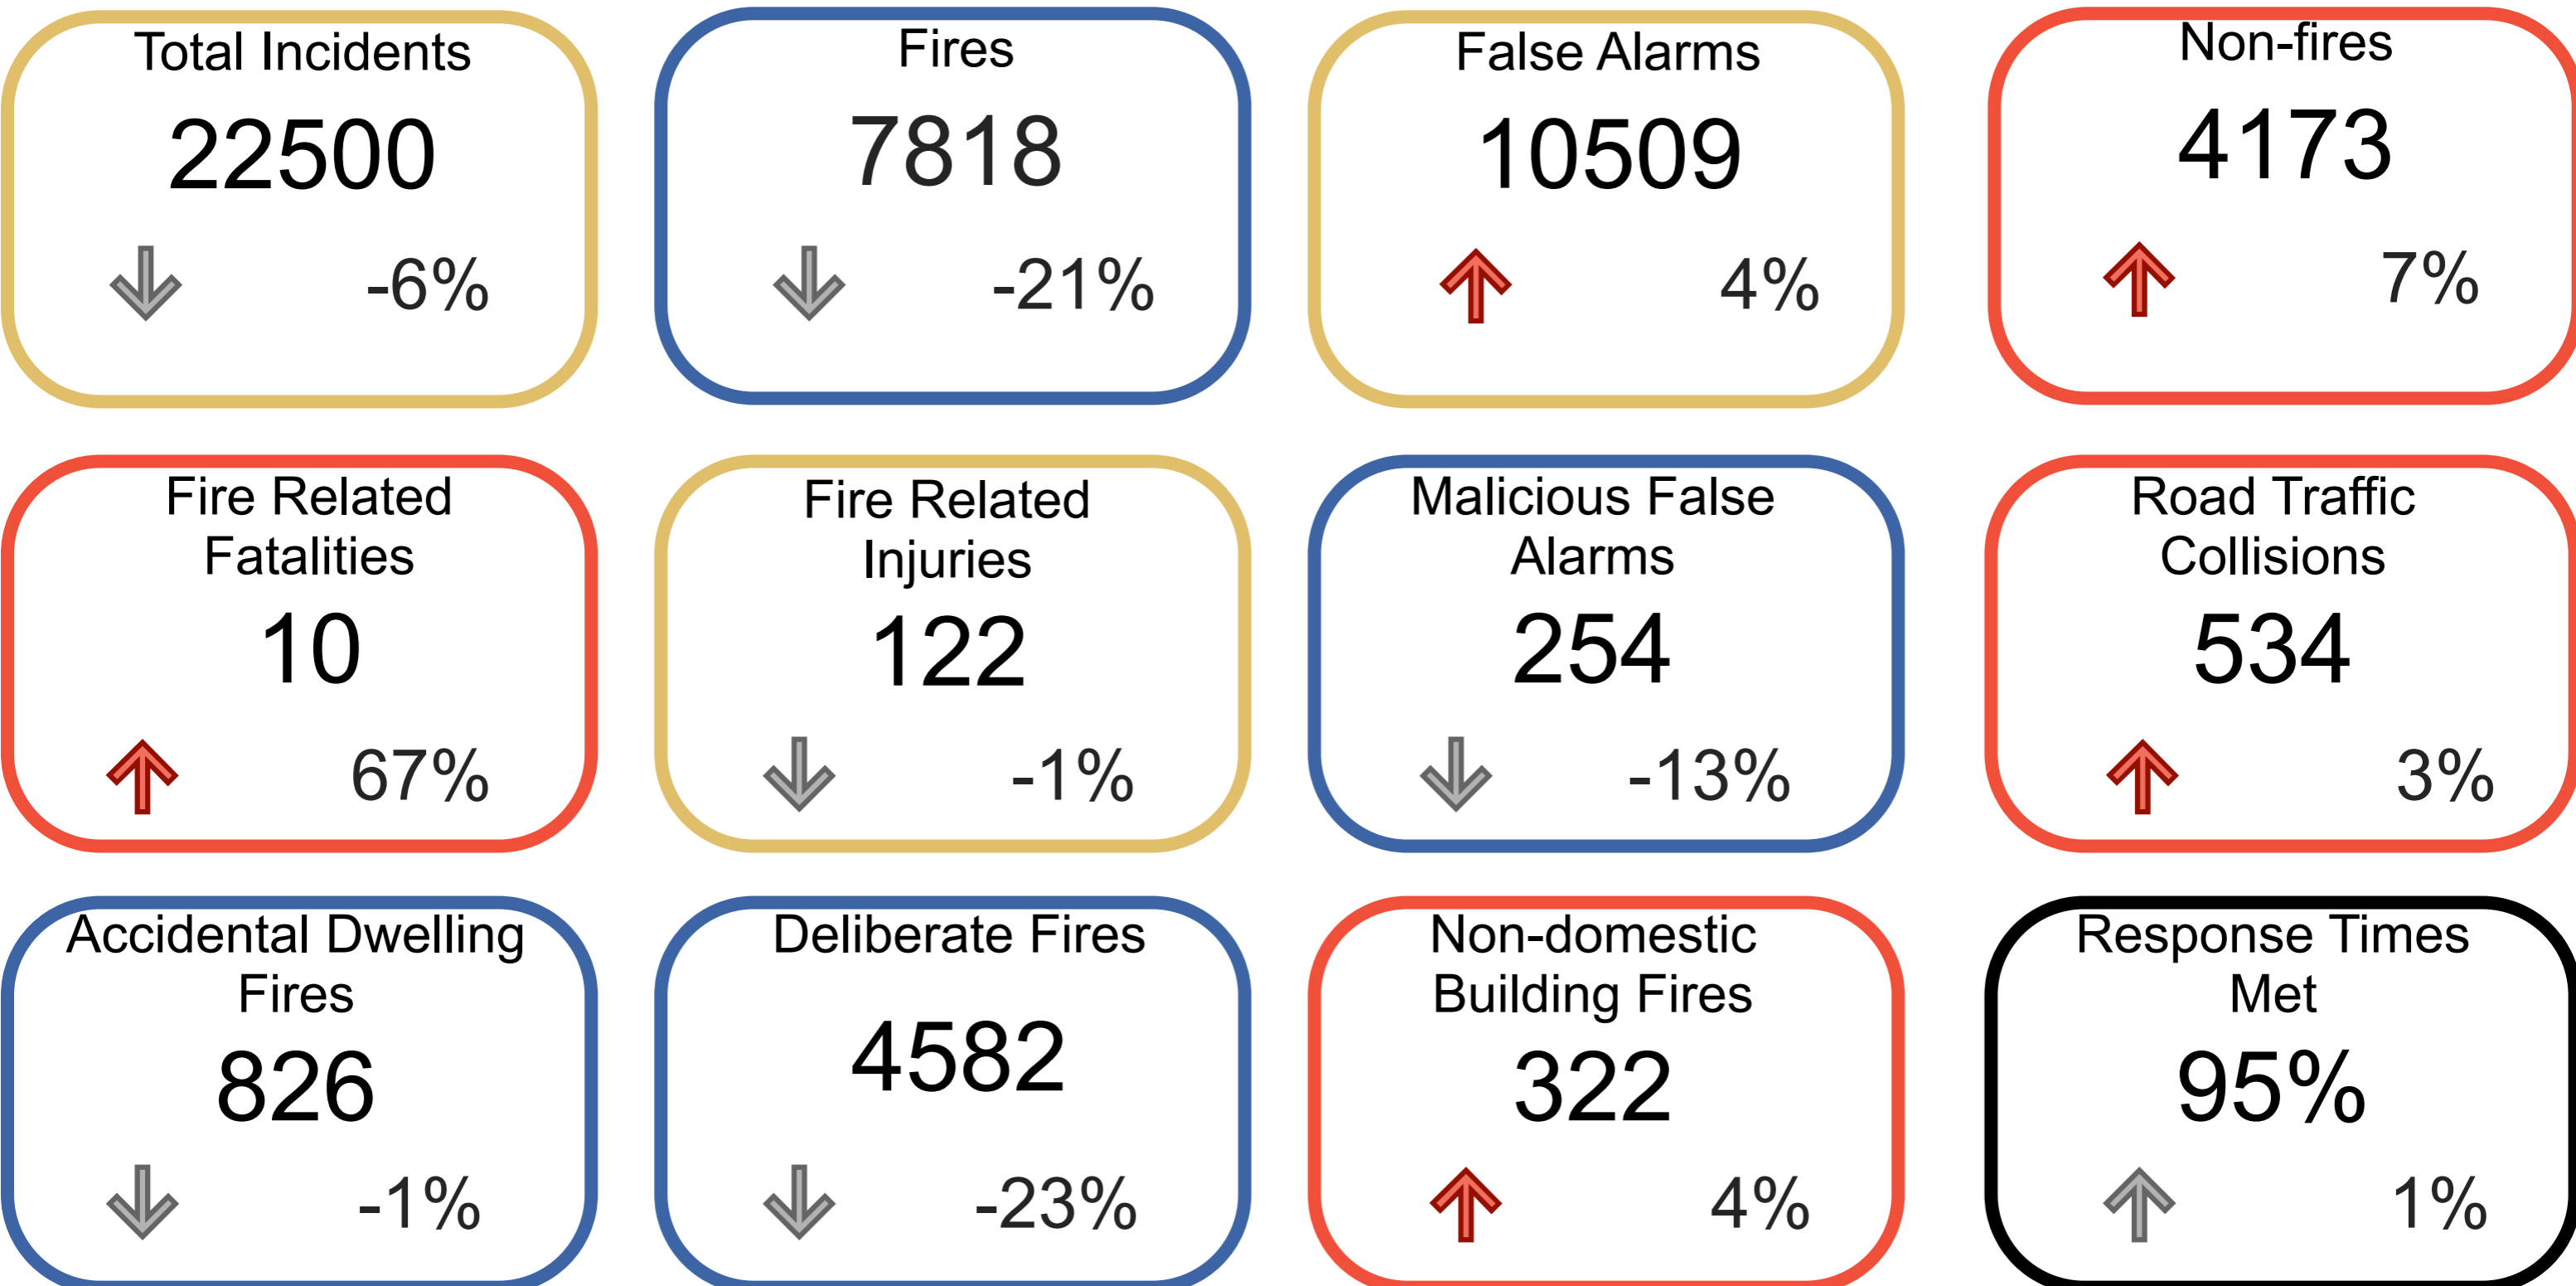 Total Incidents
22500
-6%
Fires
7818
-21%
False Alarms
10509
4%
Non-fires
4173
7%
Fire Related
Fatalities
10
67%
Fire Related
Injuries
122
-1%
Malicious False
Alarms
254
-13%
Road Traffic
Collisions
534
3%
Accidental Dwelling
Fires
826
-1%
Deliberate Fires
4582
-23%
Non-domestic
Building Fires
322
4%
Response Times
Met
95%
1%